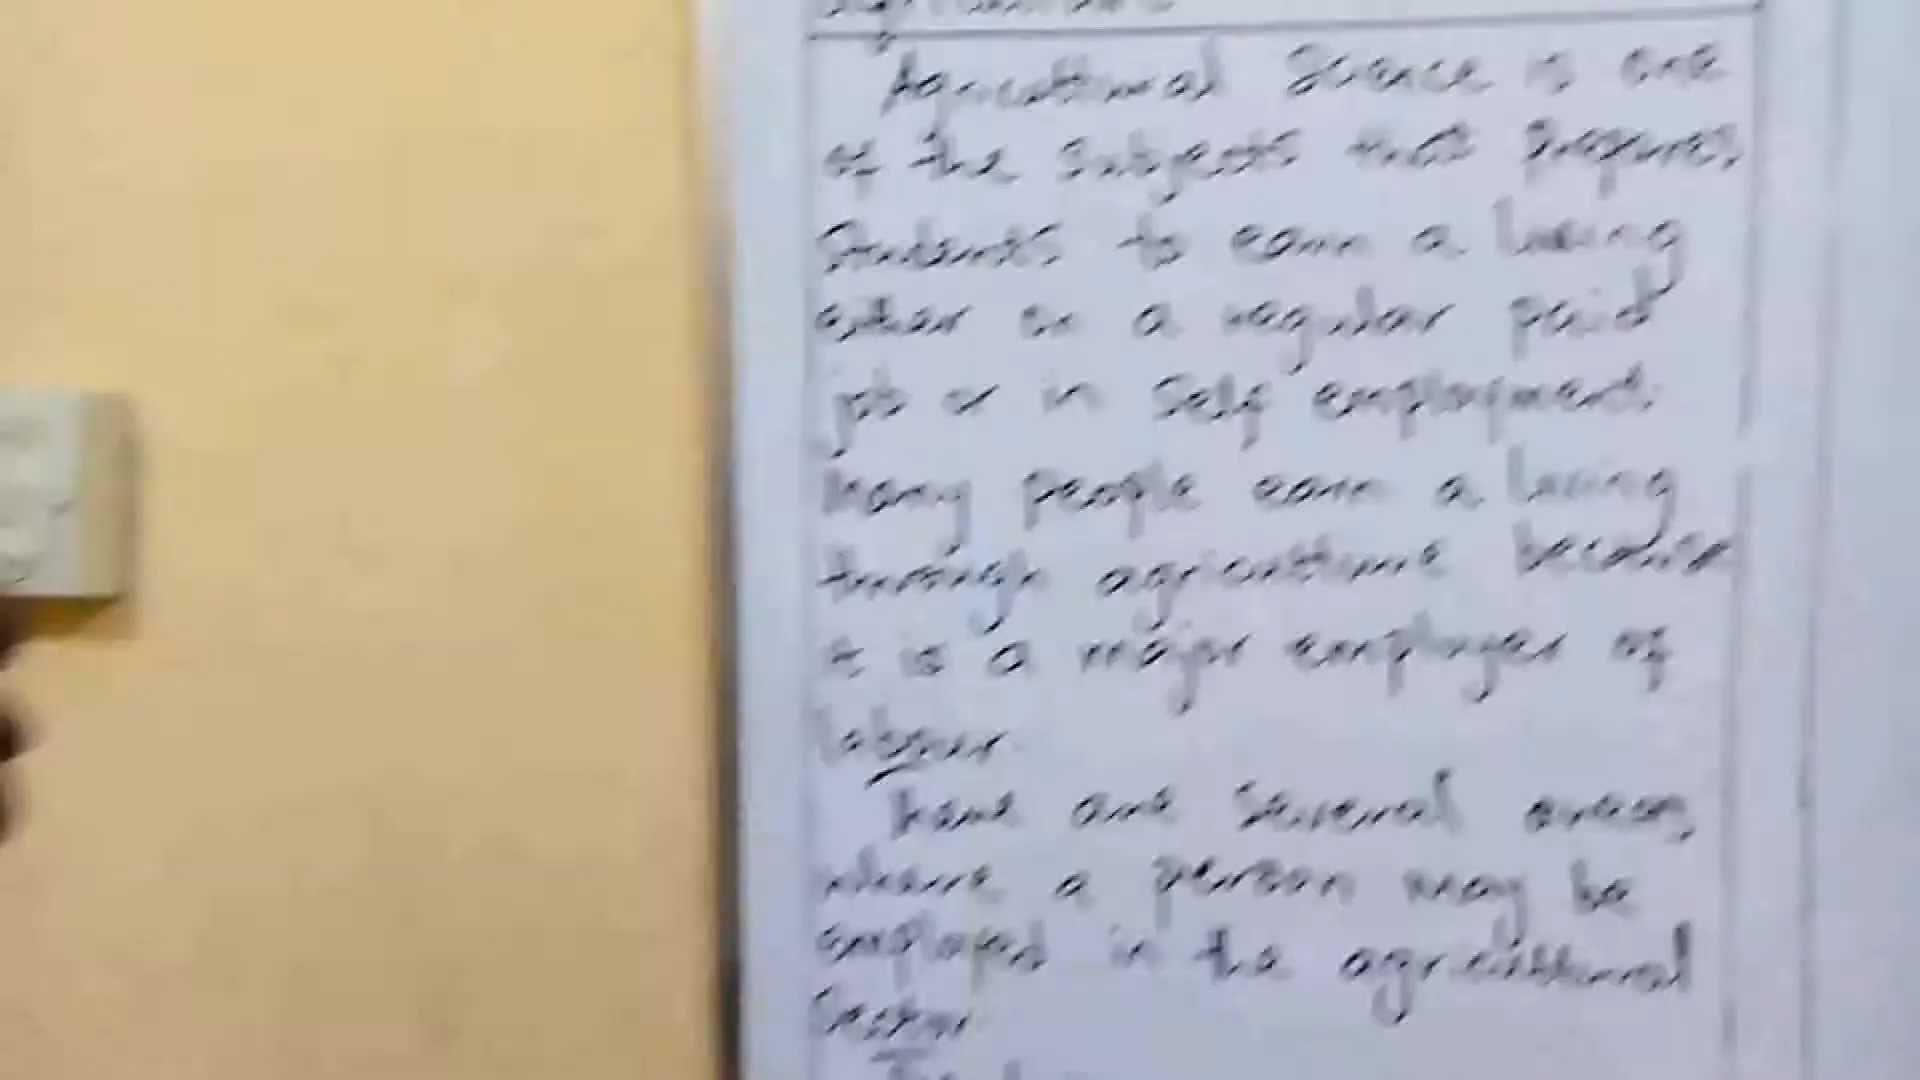 Agricultural Science is one
of the Subjects that Prepares
Students to earn a living
either on a regular paid
job or in Self employment.
Many people earn a living
through agriculture because
it is a major employer of
labour.
There are Several areas,
where a person may be
employed in the agricultural
Sector